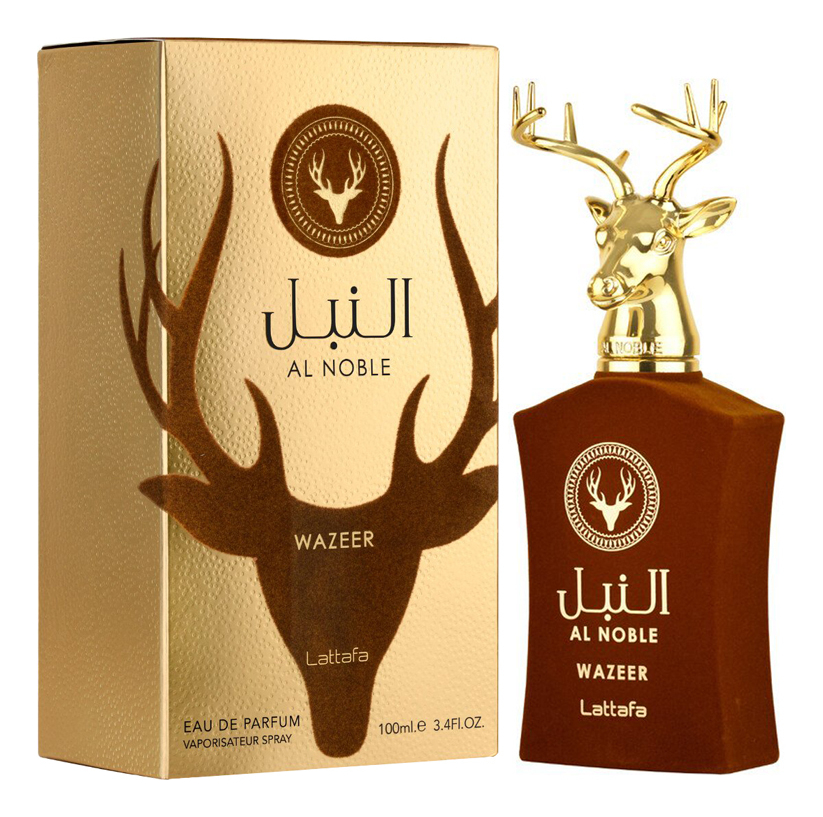 النبل
AL NOBLE
WAZEER
Lattafa
EAU DE PARFUM
VAPORISATEUR SPRAY
100ml.e 3.4Fl.OZ.
AL NOBLE
النبل
AL NOBLE
WAZEER
Lattafa